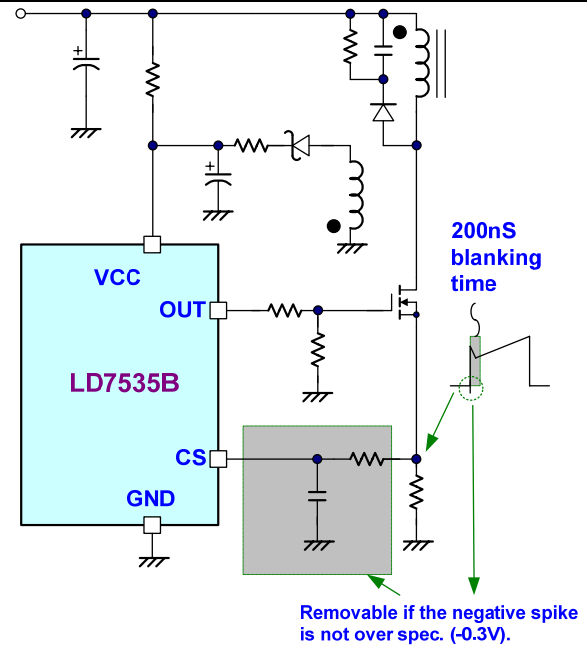 +
+
200nS
blanking
time
VCC
OUT
LD7535B
CS
GND
Removable if the negative spike
is not over spec. (-0.3V).